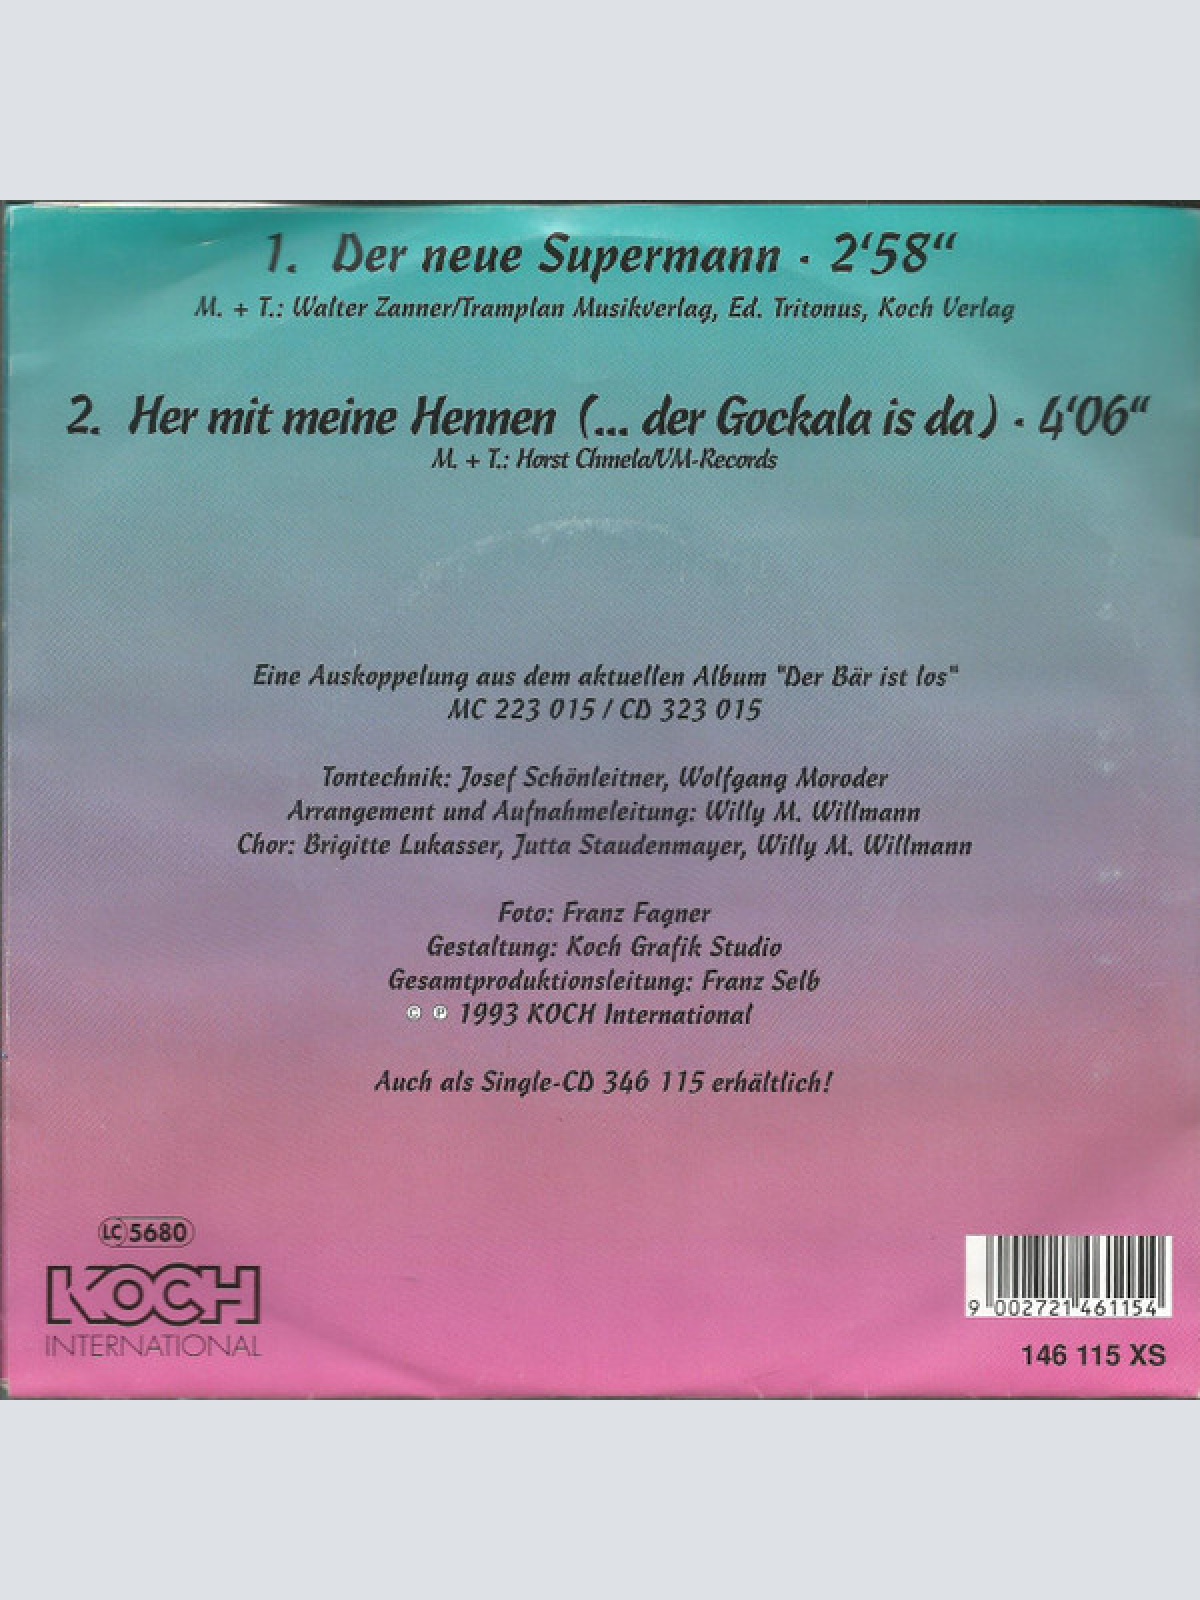 1. Der neue Supermann · 2‘58“
M. + T.: Walter Zanner/Tramplan Musikverlag, Ed. Tritonus, Koch Verlag
2. Her mit meine Hennen (... der Gockala is da) · 4‘06“
M. + T.: Horst Chmela/VM-Records
Eine Auskoppelung aus dem aktuellen Album "Der Bär ist los"
MC 223 015 / CD 323 015
Tontechnik: Josef Schönleitner, Wolfgang Moroder
Arrangement und Aufnahmeleitung: Willy M. Willmann
Chor: Brigitte Lukasser, Jutta Staudenmayer, Willy M. Willmann
Foto: Franz Fagner
Gestaltung: Koch Grafik Studio
Gesamtproduktionsleitung: Franz Selb
© ℗ 1993 KOCH International
Auch als Single-CD 346 115 erhältlich!
LC 5680
KOCH
INTERNATIONAL
9 002721 461154
146 115 XS